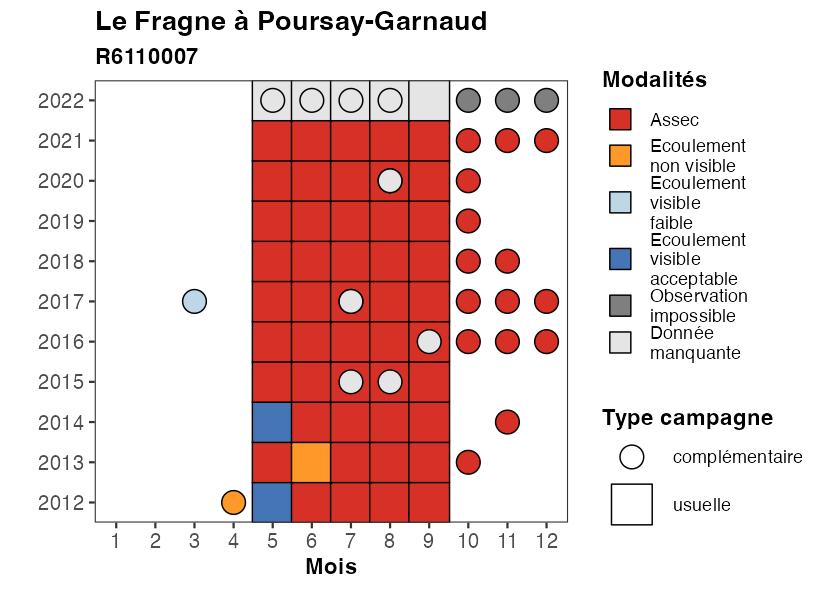 Le Fragne à Poursay-Garnaud
R6110007
2022
2021
2020
2019
2018
2017
2016
2015
2014
2013
2012
1 2 3 4 5 6 7 8 9 10 11 12
Mois
Modalités
Assec
Ecoulement
non visible
Ecoulement
visible
faible
Ecoulement
visible
acceptable
Observation
impossible
Donnée
manquante
Type campagne
complémentaire
usuelle